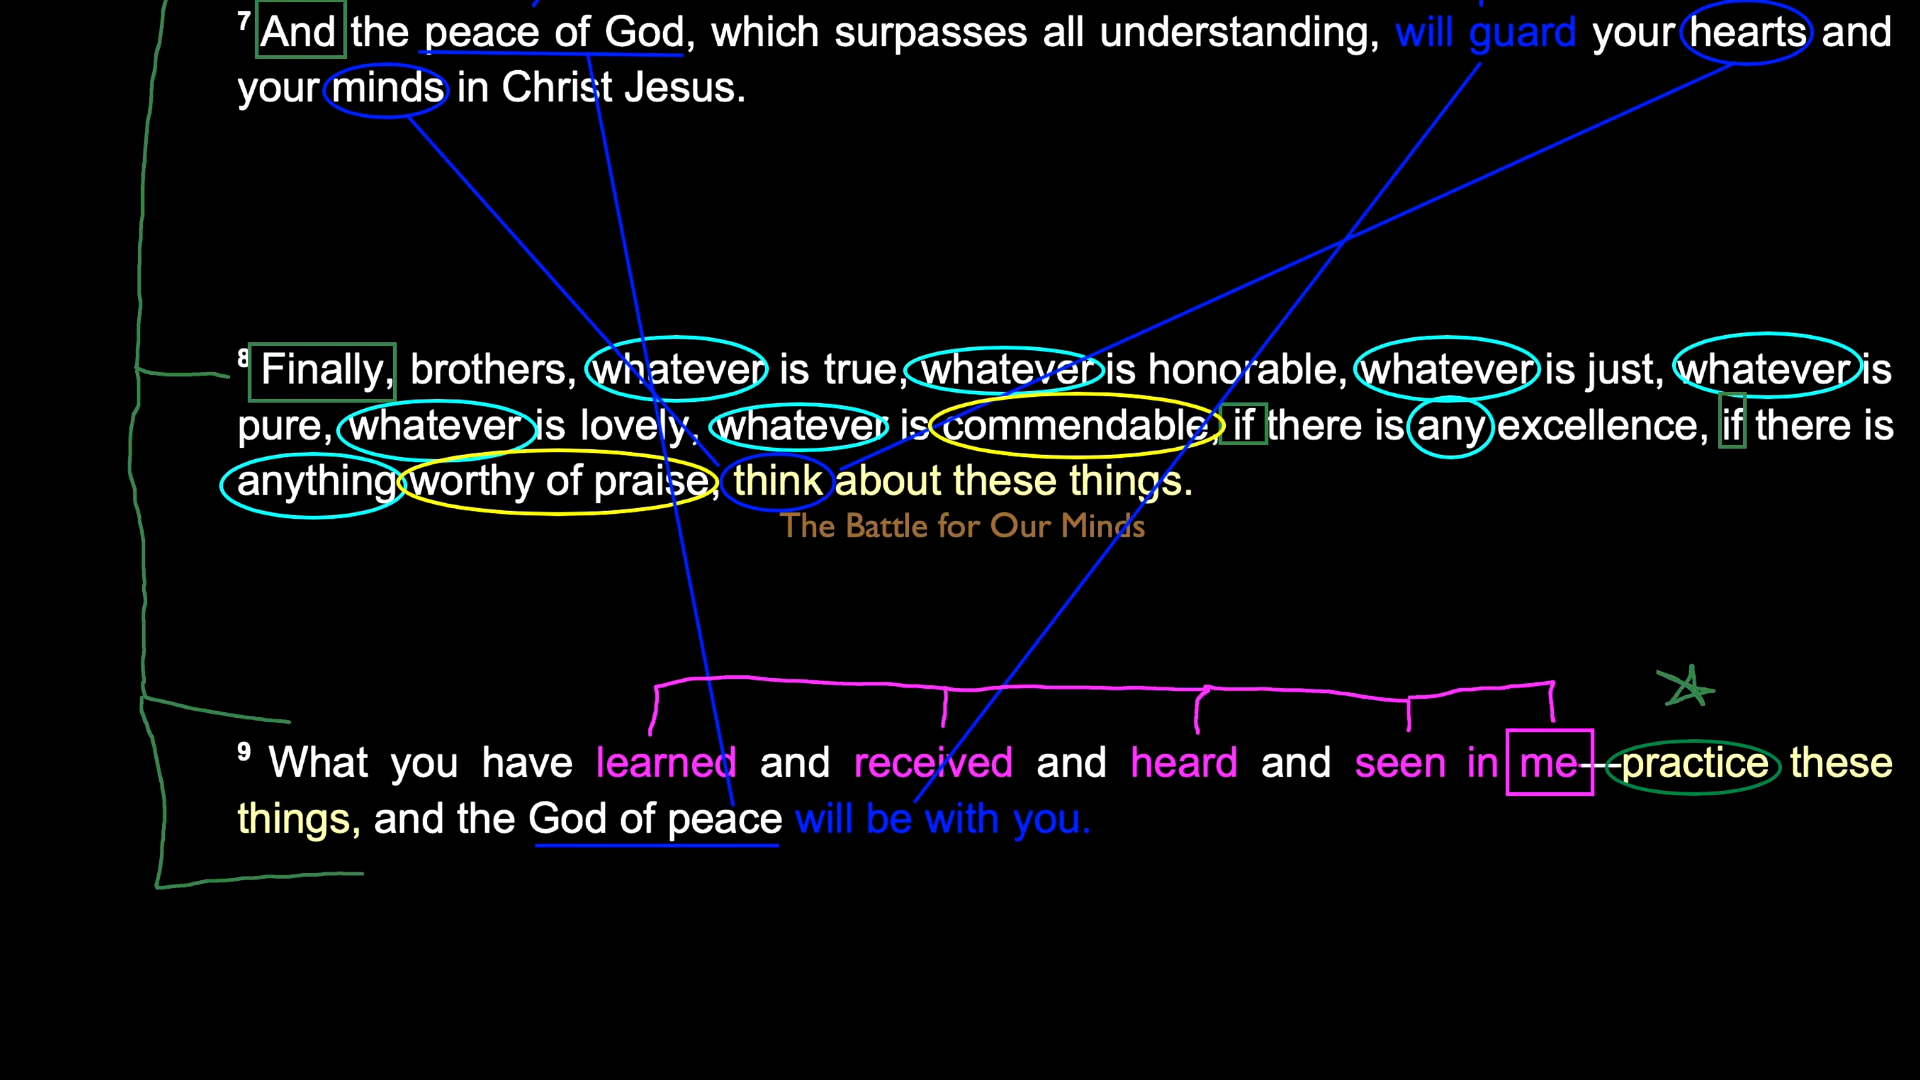 7 And the peace of God, which surpasses all understanding, will guard your hearts and
your minds in Christ Jesus.
8 Finally, brothers, whatever is true, whatever is honorable, whatever is just, whatever is
pure, whatever is lovely, whatever is commendable, if there is any excellence, if there is
anything worthy of praise, think about these things.
The Battle for Our Minds
9 What you have learned and received and heard and seen in me—practice these
things, and the God of peace will be with you.